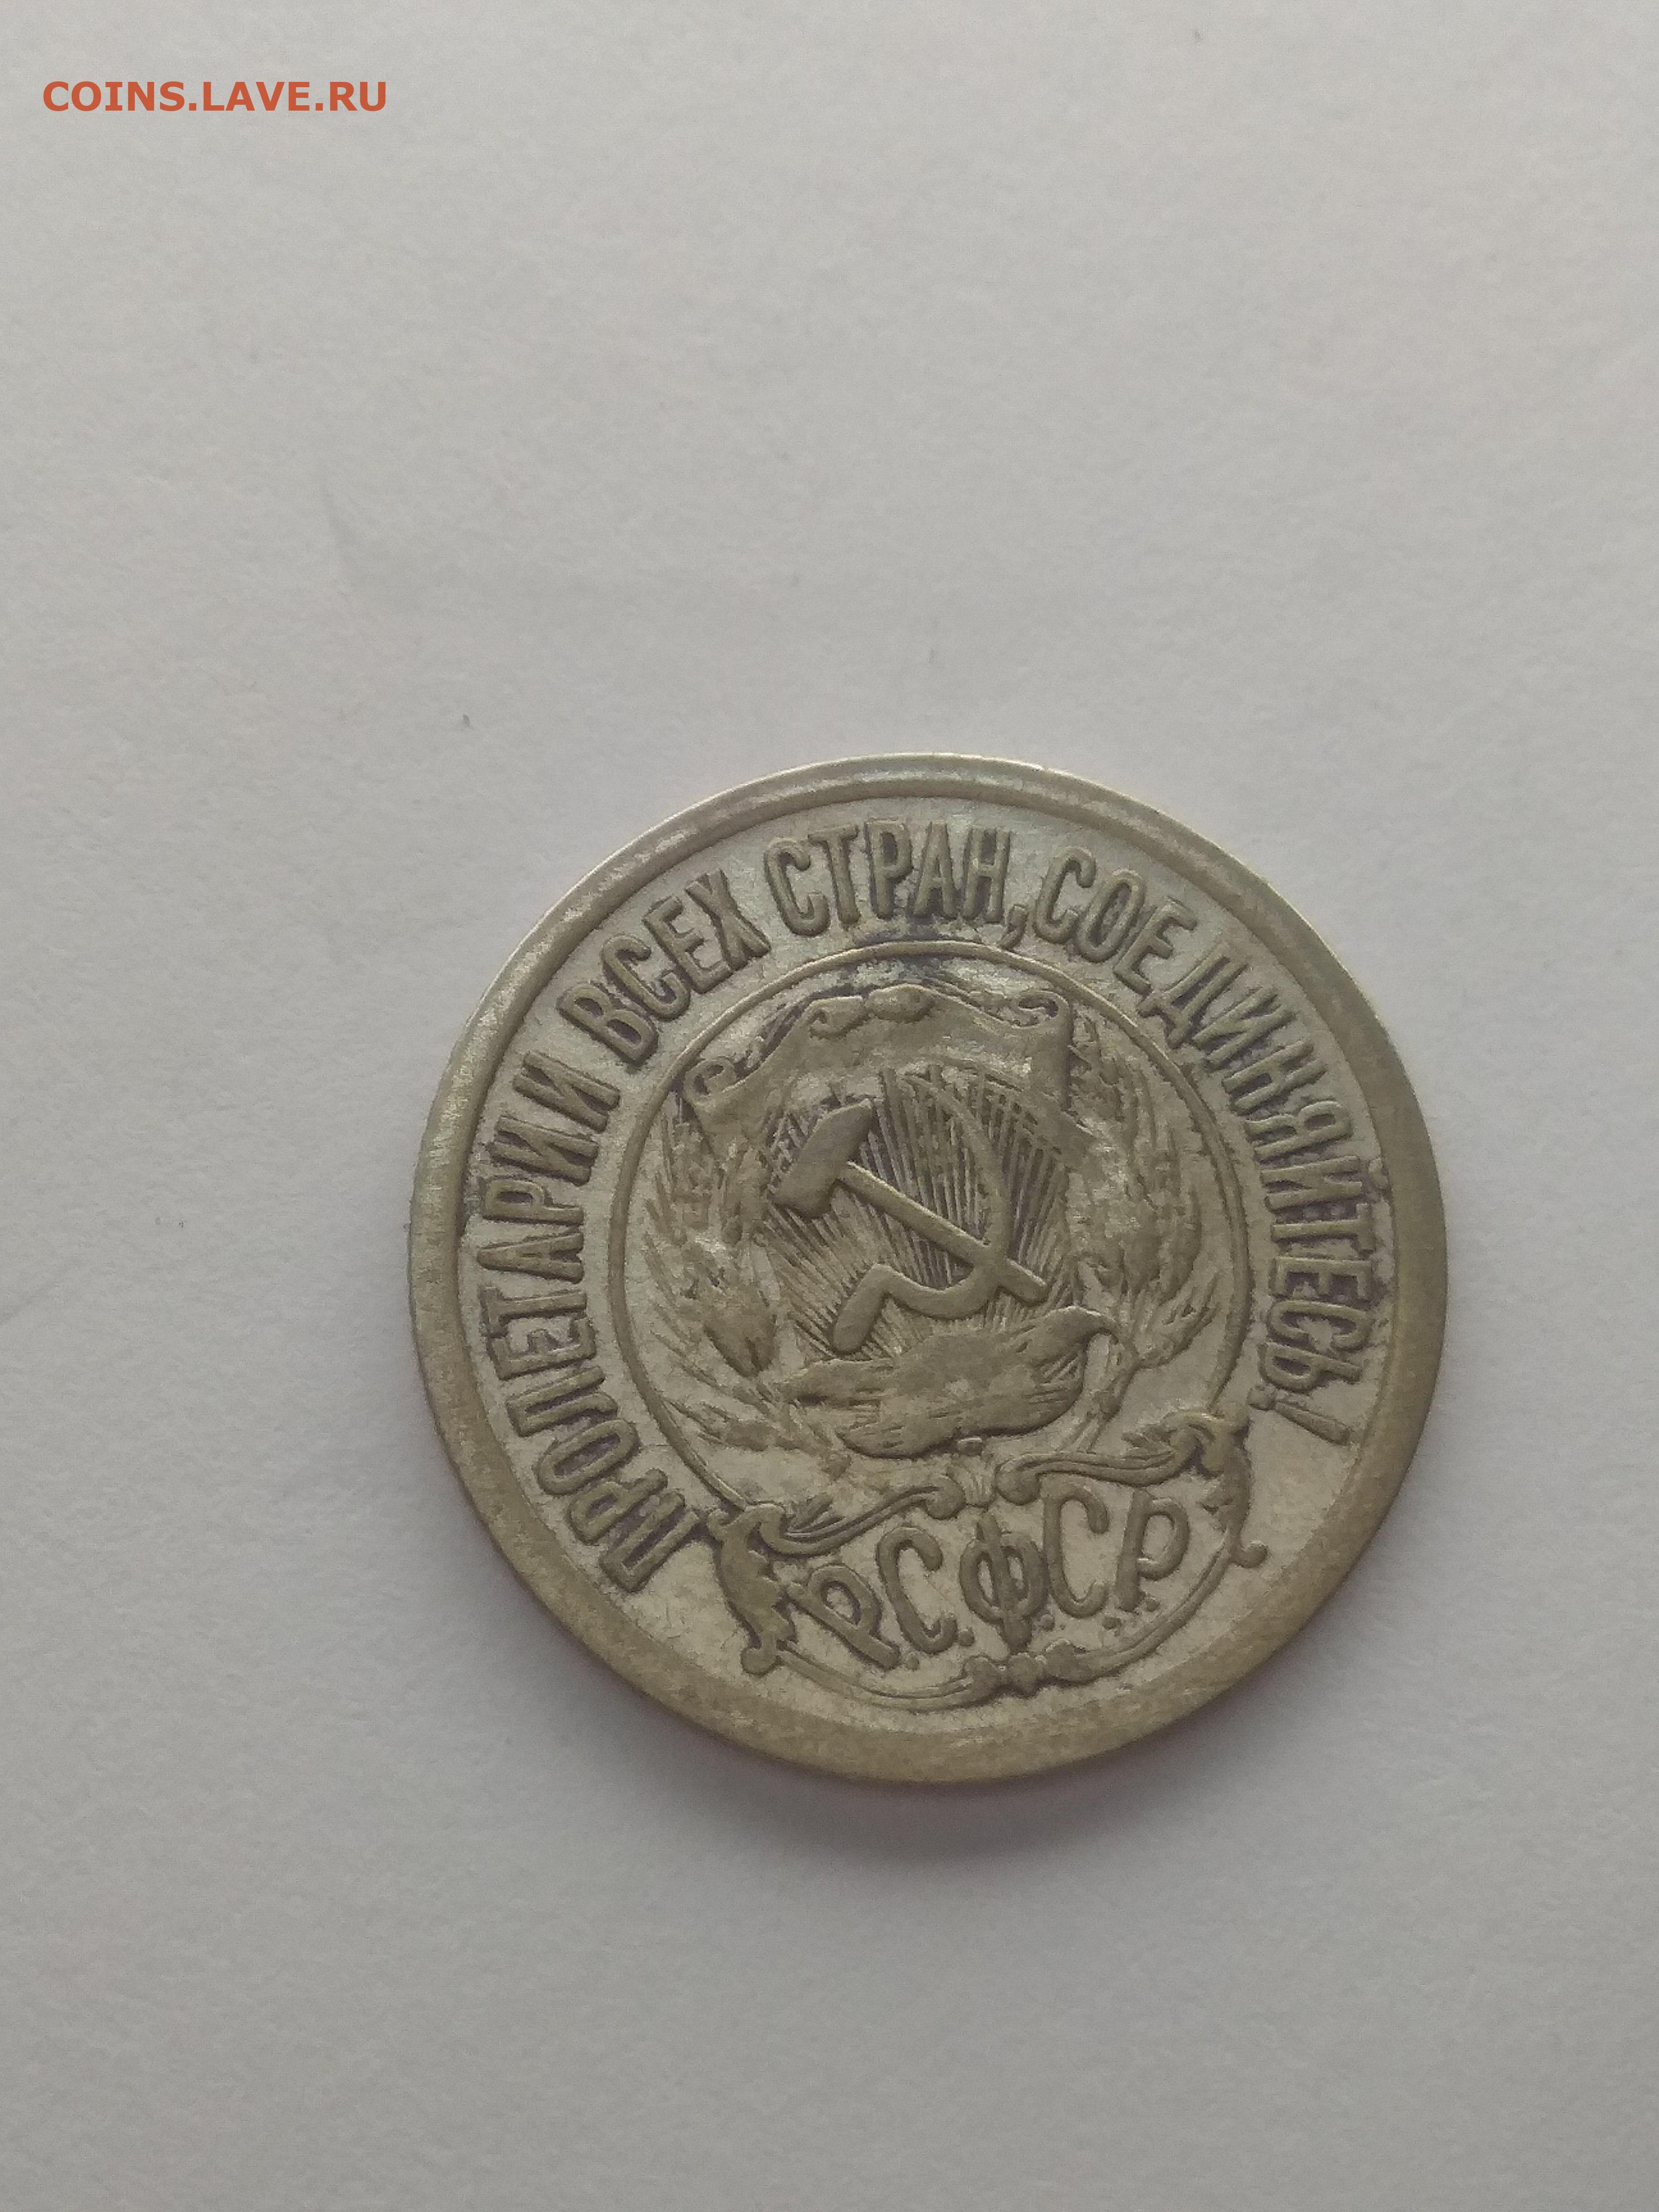 COINS.LAVE.RU
ПРОЛЕТАРИИ ВСЕХ СТРАН, СОЕДИНЯЙТЕСЬ!
Р.С.Ф.С.Р.